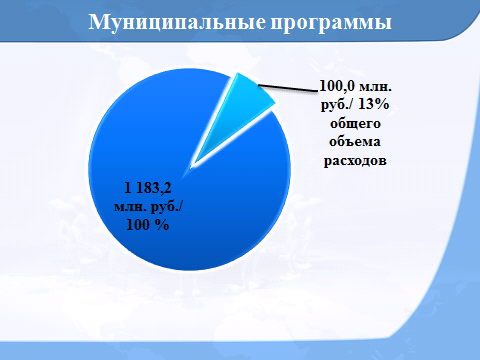 Муниципальные программы
100,0 млн.
руб./ 13%
общего
объема
расходов
1 183,2
млн. руб./
100 %